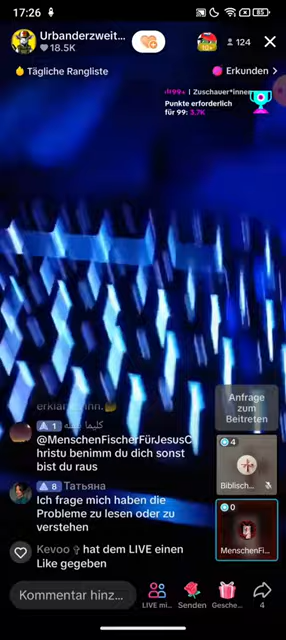 17:26
85
Urbanderzweit...
18.5K
124
Tägliche Rangliste
Erkunden
| Zuschauer*innen
Punkte erforderlich
für 99: 3,7K
Anfrage
zum
Beitreten
1
@MenschenFischerFürJesusC
hristu benimm du dich sonst
bist du raus
4
Biblisch...
8 Татьяна
Ich frage mich haben die
Probleme zu lesen oder zu
verstehen
0
MenschenFi...
Kevoo hat dem LIVE einen
Like gegeben
Kommentar hinz...
LIVE mi...
Senden
Gesche...
4